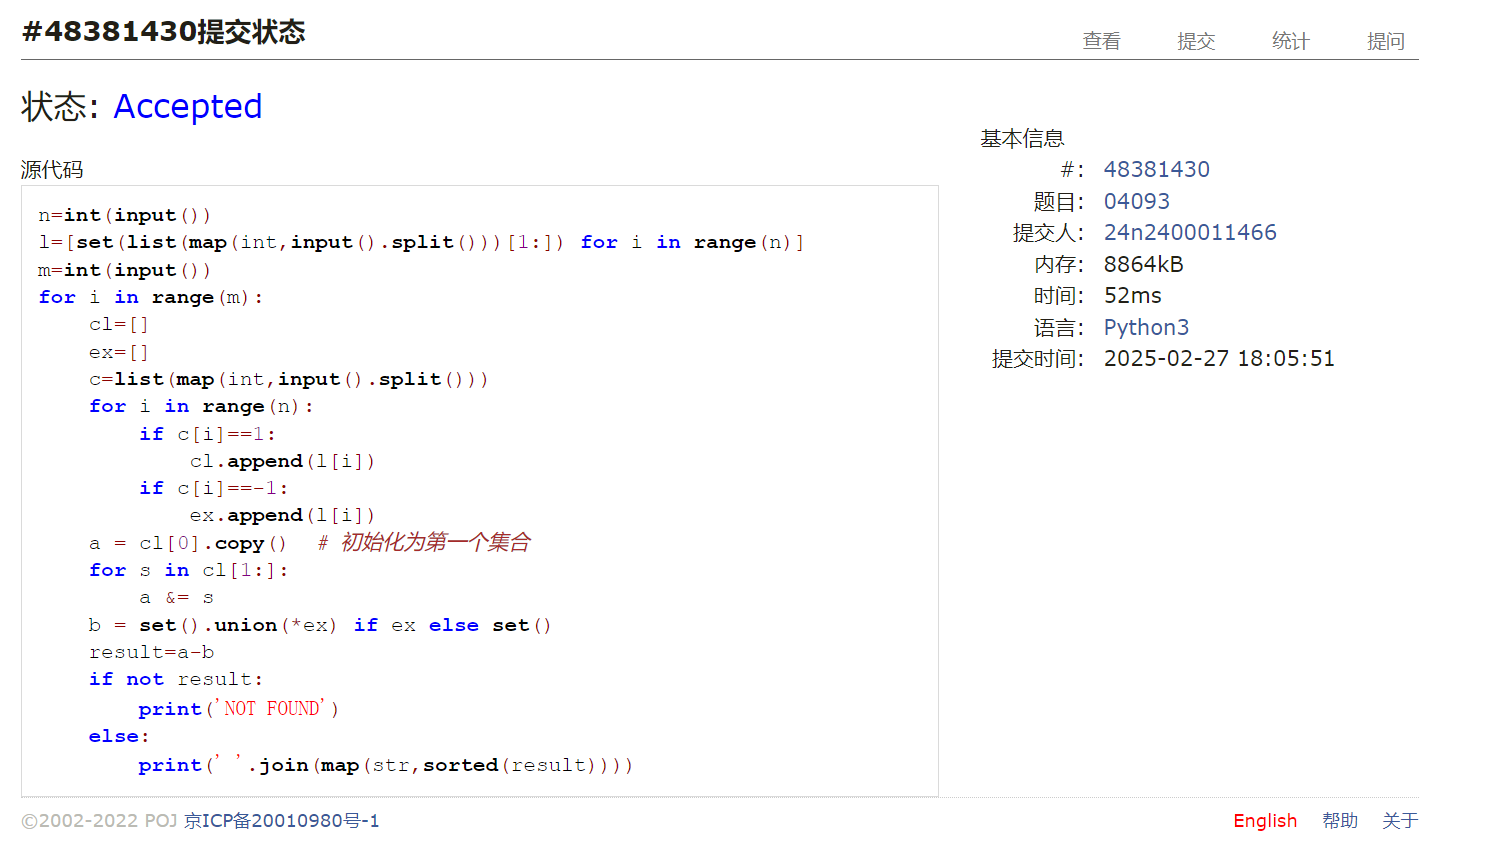 #48381430提交状态
查看 提交 统计 提问
状态: Accepted
源代码
n=int(input())
l=[set(list(map(int,input().split()))[1:]) for i in range(n)]
m=int(input())
for i in range(m):
    cl=[]
    ex=[]
    c=list(map(int,input().split()))
    for i in range(n):
        if c[i]==1:
            cl.append(l[i])
        if c[i]==-1:
            ex.append(l[i])
    a = cl[0].copy()  # 初始化为第一个集合
    for s in cl[1:]:
        a &= s
    b = set().union(*ex) if ex else set()
    result=a-b
    if not result:
        print('NOT FOUND')
    else:
        print(' '.join(map(str,sorted(result))))
基本信息
#: 48381430
题目: 04093
提交人: 24n2400011466
内存: 8864kB
时间: 52ms
语言: Python3
提交时间: 2025-02-27 18:05:51
©2002-2022 POJ 京ICP备20010980号-1
English 帮助 关于